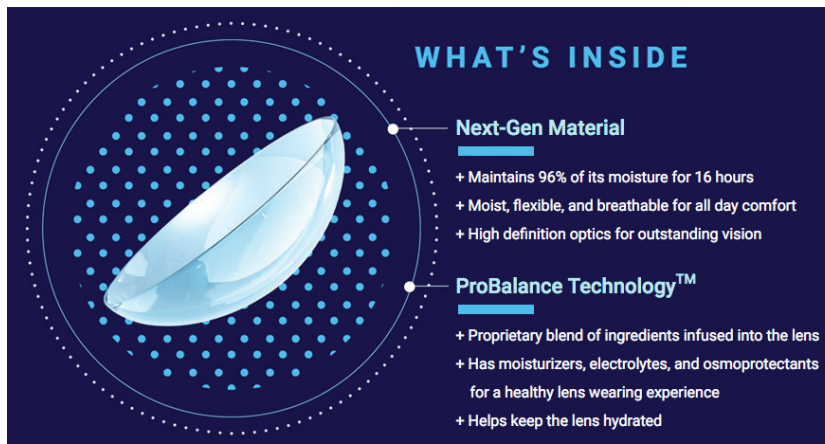 WHAT'S INSIDE
Next-Gen Material
+ Maintains 96% of its moisture for 16 hours
+ Moist, flexible, and breathable for all day comfort
+ High definition optics for outstanding vision
ProBalance Technology™
+ Proprietary blend of ingredients infused into the lens
+ Has moisturizers, electrolytes, and osmoprotectants
for a healthy lens wearing experience
+ Helps keep the lens hydrated